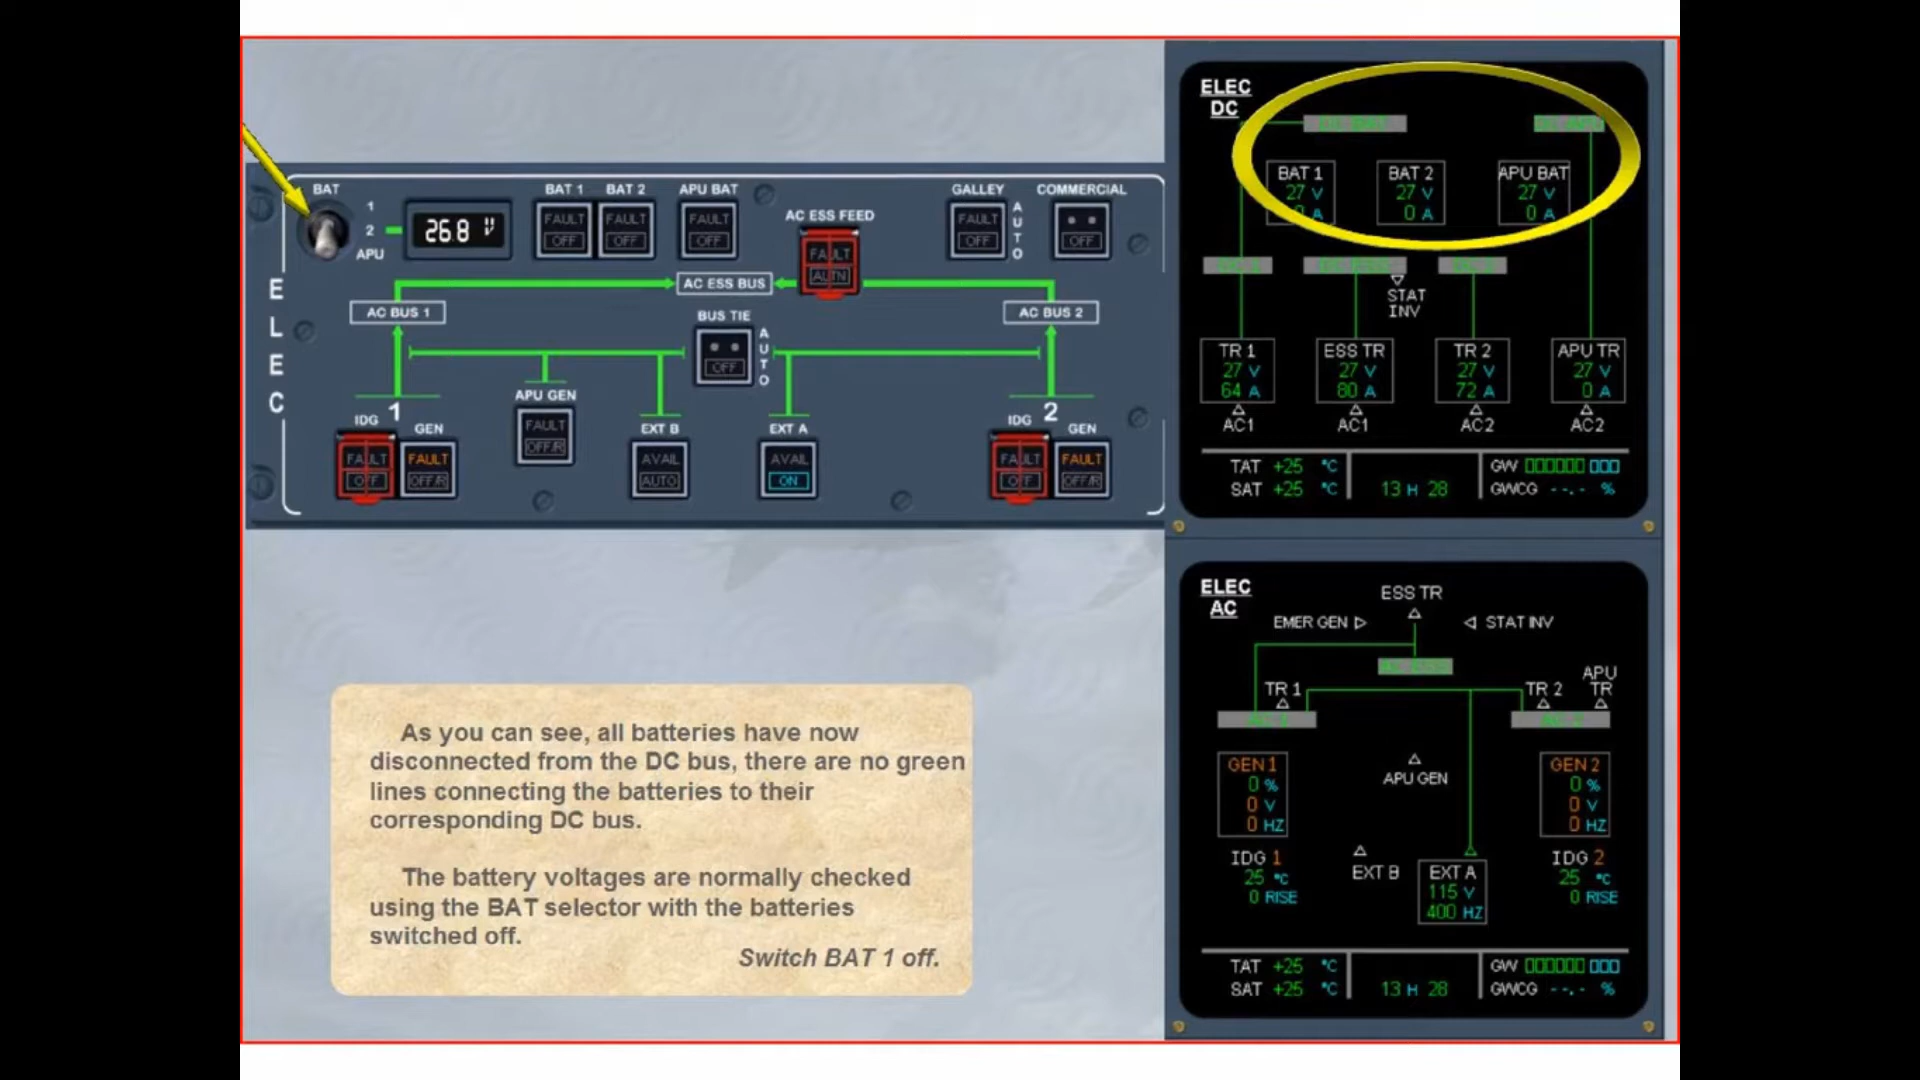 BAT
1
2
APU
26.8 V
BAT 1
FAULT
OFF
BAT 2
FAULT
OFF
APU BAT
FAULT
OFF
AC ESS FEED
FAULT
ALTN
GALLEY
FAULT
OFF
AUTO
COMMERCIAL
OFF
ELEC
AC ESS BUS
AC BUS 1
AC BUS 2
BUS TIE
OFF
AUTO
IDG
1
GEN
FAULT
OFF
FAULT
OFF/R
APU GEN
FAULT
OFF/R
EXT B
AVAIL
AUTO
EXT A
AVAIL
ON
IDG
2
GEN
FAULT
OFF
FAULT
OFF/R
As you can see, all batteries have now
disconnected from the DC bus, there are no green
lines connecting the batteries to their
corresponding DC bus.
The battery voltages are normally checked
using the BAT selector with the batteries
switched off.
Switch BAT 1 off.
ELEC
DC
BAT 1
27 V
0 A
BAT 2
27 V
0 A
APU BAT
27 V
0 A
STAT
INV
TR 1
27 V
64 A
AC1
ESS TR
27 V
80 A
AC1
TR 2
27 V
72 A
AC2
APU TR
27 V
0 A
AC2
TAT +25 °C
SAT +25 °C
13 H 28
GW
GWCG --.- %
ELEC
AC
ESS TR
EMER GEN
STAT INV
TR 1
TR 2
APU
TR
GEN 1
0 %
0 V
0 HZ
APU GEN
GEN 2
0 %
0 V
0 HZ
IDG 1
25 °C
0 RISE
EXT B
EXT A
115 V
400 HZ
IDG 2
25 °C
0 RISE
TAT +25 °C
SAT +25 °C
13 H 28
GW
GWCG --.- %